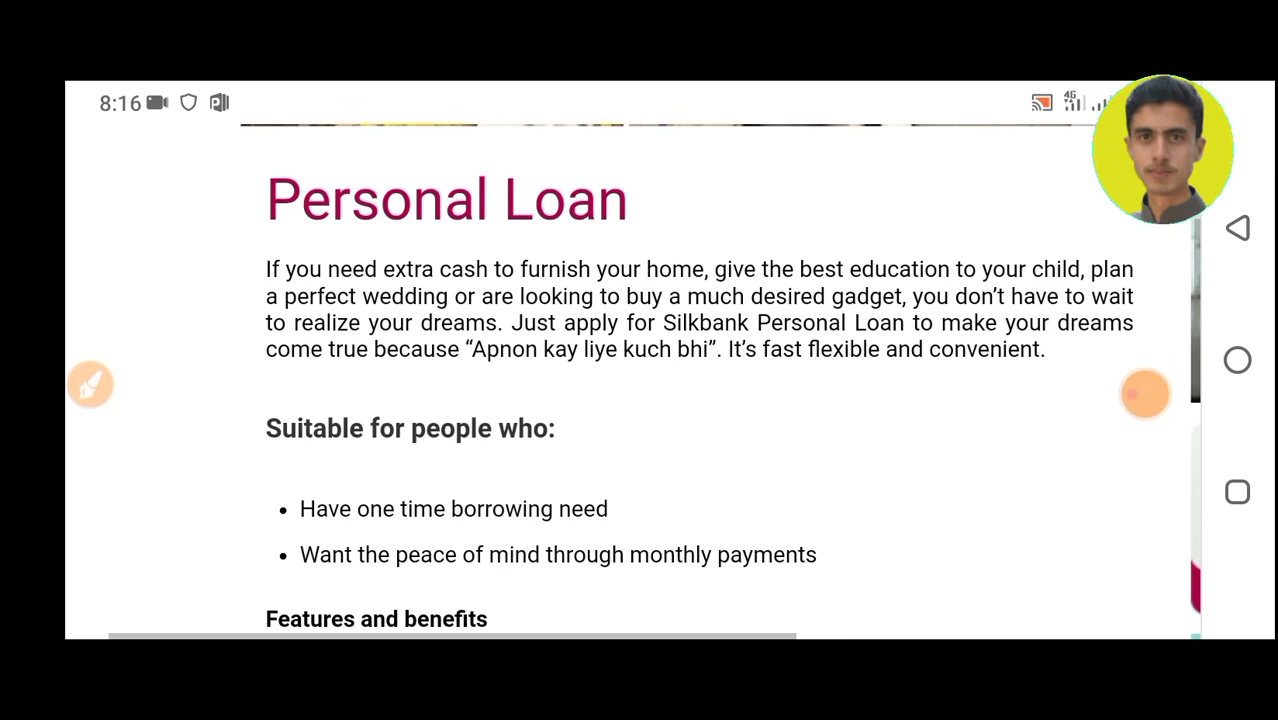 8:16
4G
Personal Loan
If you need extra cash to furnish your home, give the best education to your child, plan
a perfect wedding or are looking to buy a much desired gadget, you don’t have to wait
to realize your dreams. Just apply for Silkbank Personal Loan to make your dreams
come true because “Apnon kay liye kuch bhi”. It’s fast flexible and convenient.
Suitable for people who:
• Have one time borrowing need
• Want the peace of mind through monthly payments
Features and benefits